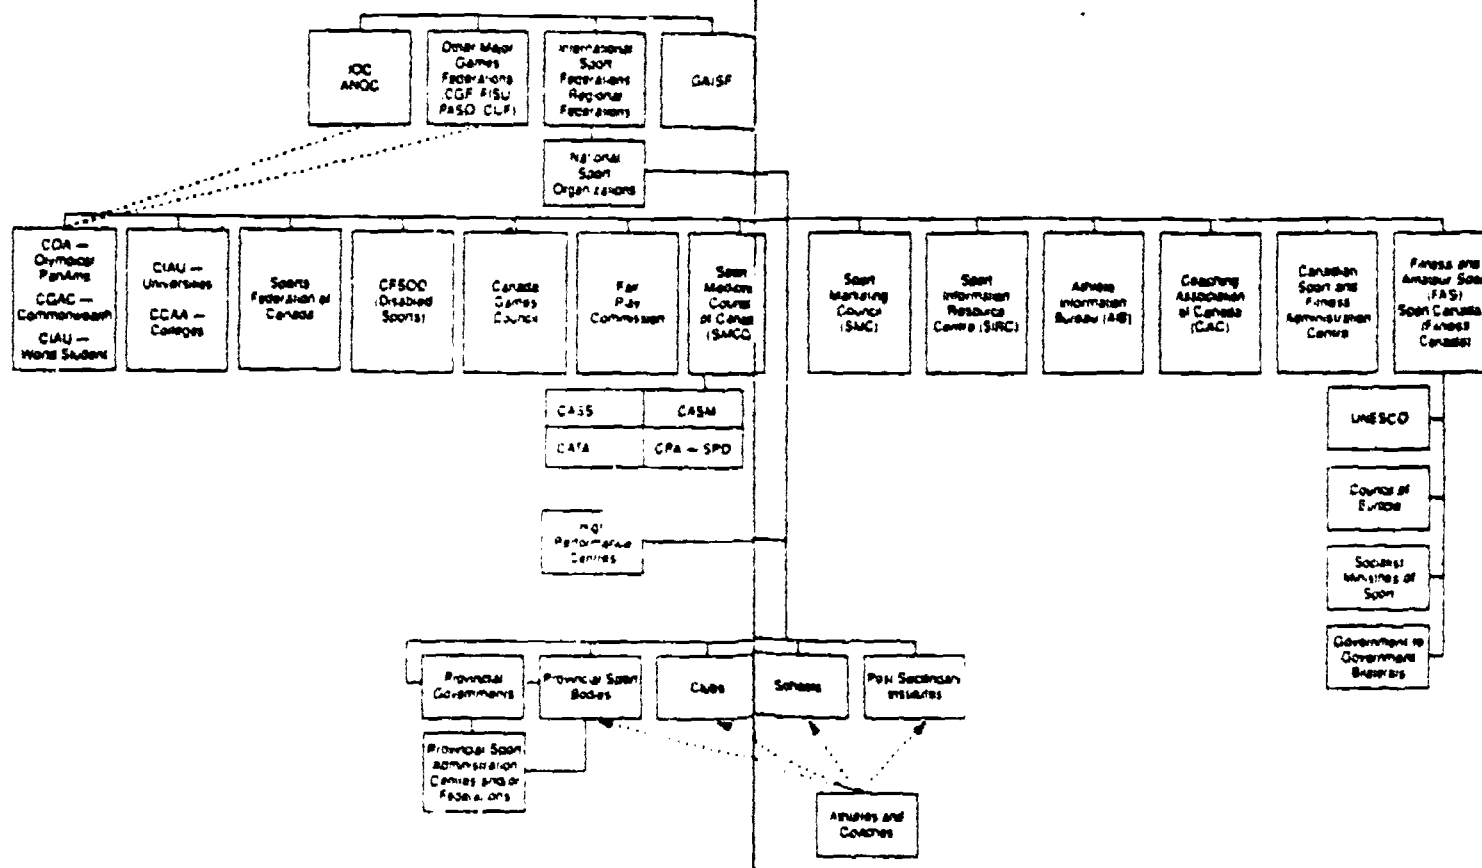 IOC
ANOC
Other Major
Games
Federations
(CGF, FISU,
PASO, CLF)
International
Sport
Federations
Regional
Federations
GAISF
National
Sport
Organizations
COA —
Olympical
PanAms
CGAC —
Commonwealth
CIAU —
World Student
CIAU —
Universities
CCAA —
Colleges
Sports
Federation of
Canada
CFSOD
(Disabled
Sports)
Canada
Games
Council
Fair
Play
Commission
Sport
Medicine
Council
of Canada
(SMCC)
Sport
Marketing
Council
(SMC)
Sport
Information
Resource
Centre (SIRC)
Athlete
Information
Bureau (AIB)
Coaching
Association
of Canada
(CAC)
Canadian
Sport and
Fitness
Administration
Centre
Fitness and
Amateur Sport
(FAS)
Sport Canada
(Fitness
Canada)
CASS
CASM
CATA
CPA — SPD
UNESCO
Council of
Europe
Socialist
Ministries of
Sport
Government to
Government
Bilaterals
High
Performance
Centres
Provincial
Governments
Provincial Sport
Bodies
Clubs
Schools
Post Secondary
Institutes
Provincial Sport
Administration
Centres and/or
Federations
Athletes and
Coaches